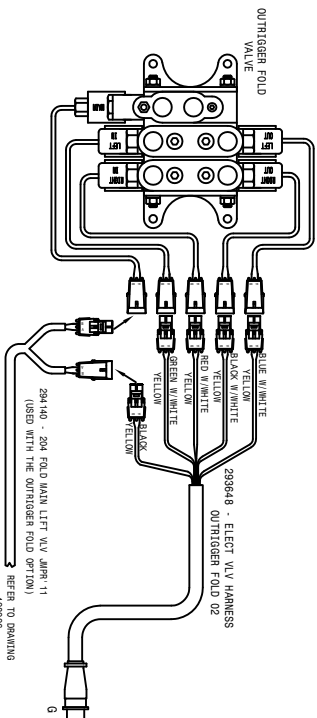 OUTRIGGER FOLD
VALVE
MAIN
LEFT
IN
RIGHT
IN
LEFT
OUT
RIGHT
OUT
BLUE W/WHITE
YELLOW
BLACK W/WHITE
YELLOW
RED W/WHITE
YELLOW
GREEN W/WHITE
YELLOW
BLACK
YELLOW
293648 - ELECT VLV HARNESS
OUTRIGGER FOLD 02
294140 - 204 FOLD MAIN LIFT VLV JMPR'11
(USED WITH THE OUTRIGGER FOLD OPTION)
REFER TO DRAWING
G